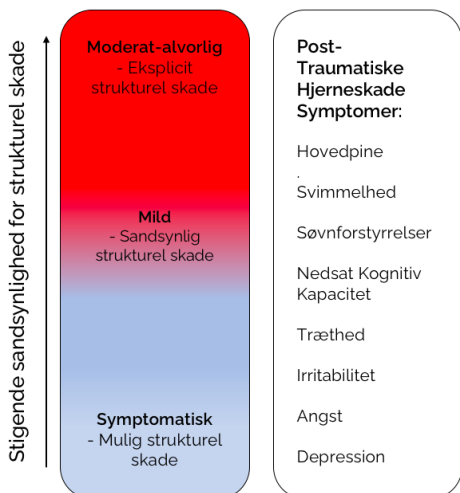 Stigende sandsynlighed for strukturel skade
Moderat-alvorlig
- Eksplicit
strukturel skade
Mild
- Sandsynlig
strukturel skade
Symptomatisk
- Mulig strukturel
skade
Post-
Traumatiske
Hjerneskade
Symptomer:
Hovedpine
.
Svimmelhed
Søvnforstyrrelser
Nedsat Kognitiv
Kapacitet
Træthed
Irritabilitet
Angst
Depression